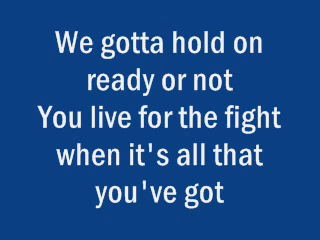 We gotta hold on
ready or not
You live for the fight
when it's all that
you've got